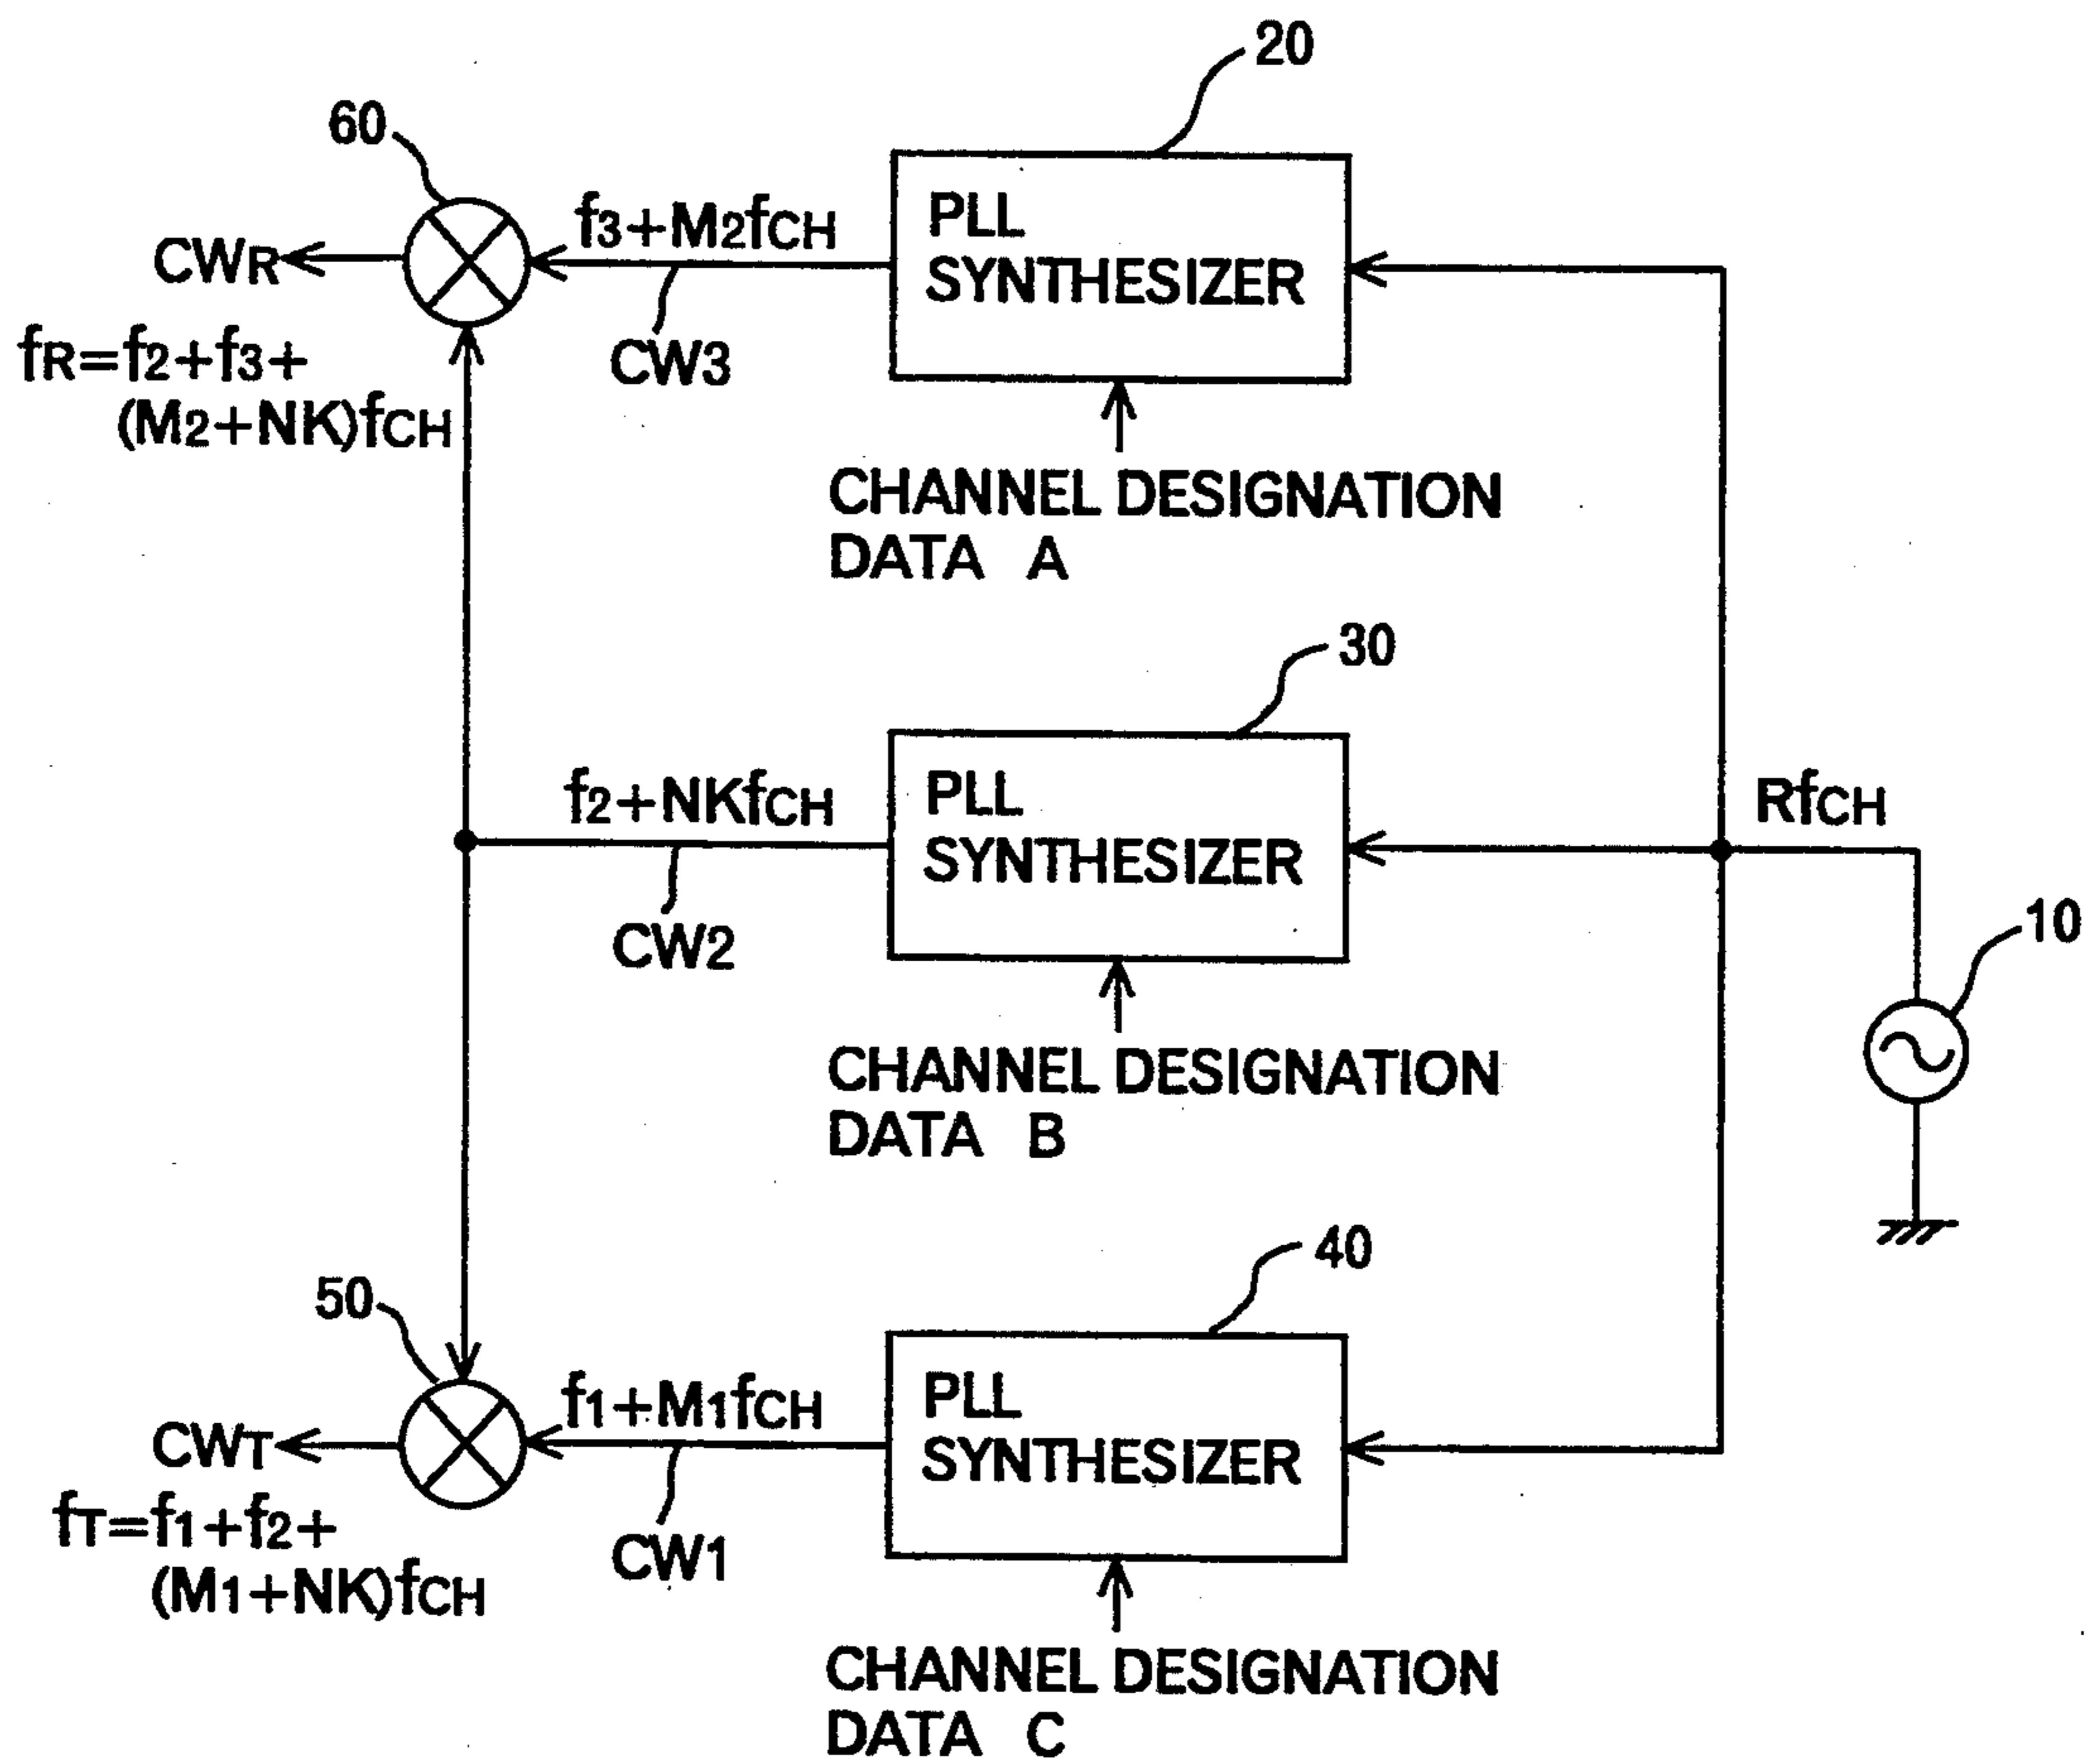 20
60
f3+M2fCH
PLL
SYNTHESIZER
CWR
CW3
fR=f2+f3+
(M2+NK)fCH
CHANNEL DESIGNATION
DATA A
30
f2+NKfCH
PLL
SYNTHESIZER
RfCH
CW2
10
CHANNEL DESIGNATION
DATA B
40
50
f1+M1fCH
PLL
SYNTHESIZER
CWT
CW1
fT=f1+f2+
(M1+NK)fCH
CHANNEL DESIGNATION
DATA C